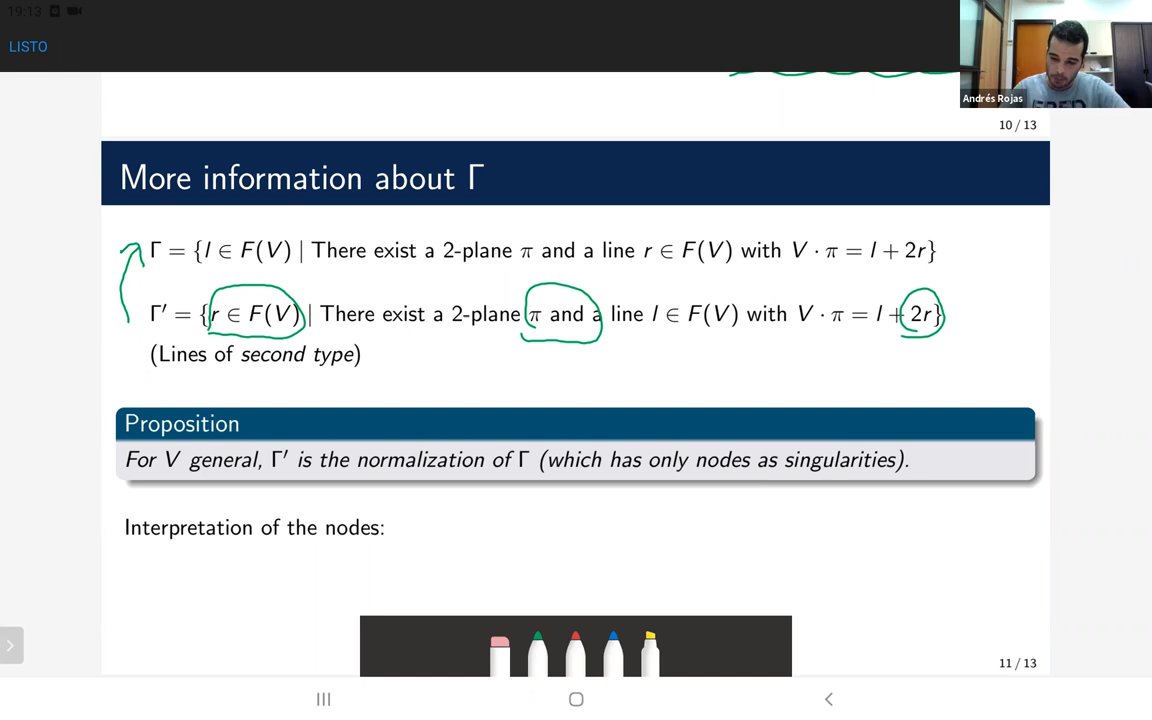 19:13
LISTO
Andrés Rojas
10 / 13
More information about Γ
Γ = {l ∈ F(V) | There exist a 2-plane π and a line r ∈ F(V) with V · π = l + 2r}
Γ′ = {r ∈ F(V) | There exist a 2-plane π and a line l ∈ F(V) with V · π = l + 2r}
(Lines of second type)
Proposition
For V general, Γ′ is the normalization of Γ (which has only nodes as singularities).
Interpretation of the nodes:
11 / 13